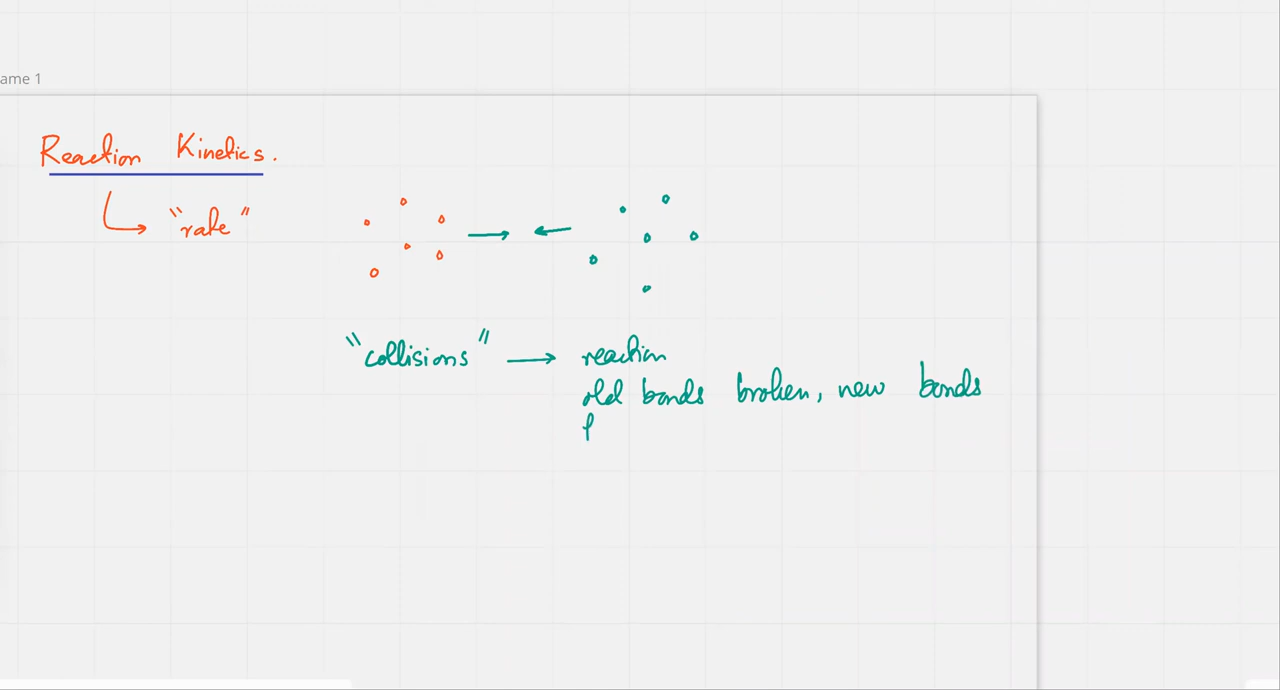 ame 1
Reaction Kinetics.
"rate"
"collisions" → reaction
old bonds broken, new bonds
f